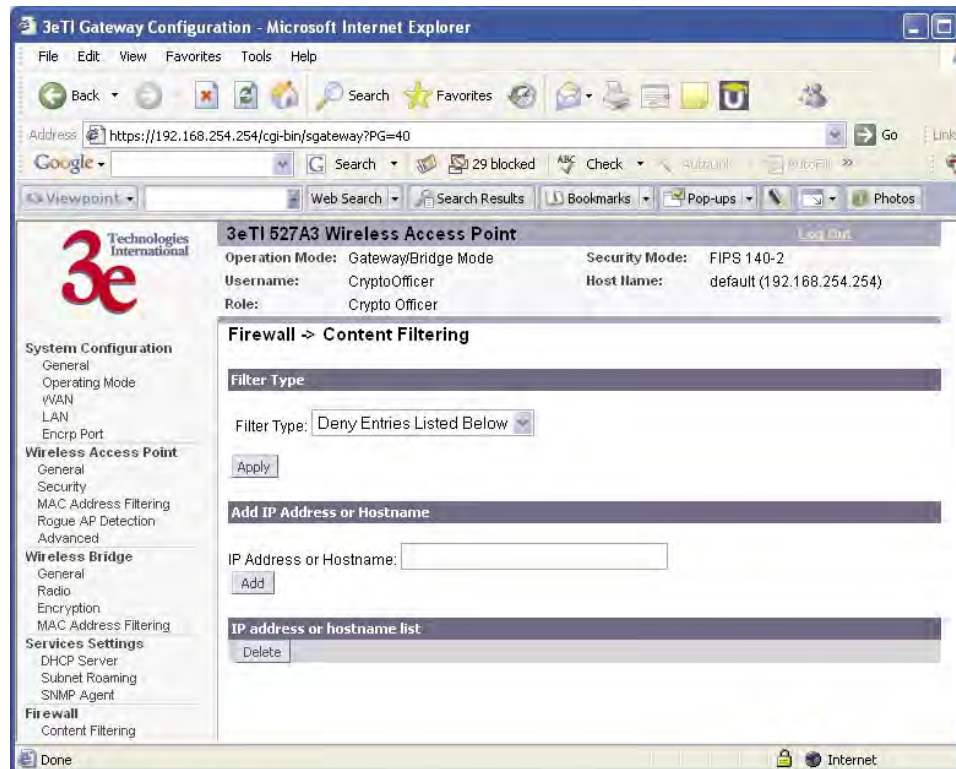 3eTI Gateway Configuration - Microsoft Internet Explorer
File Edit View Favorites Tools Help
Back Search Favorites
Address https://192.168.254.254/cgi-bin/sgateway?PG=40 Go Link
Google Search 29 blocked ABC Check AutoLink AutoFill
Viewpoint Web Search Search Results Bookmarks Pop-ups Photos
3e Technologies International
3eTI 527A3 Wireless Access Point Log Out
Operation Mode: Gateway/Bridge Mode Security Mode: FIPS 140-2
Username: CryptoOfficer Host Name: default (192.168.254.254)
Role: Crypto Officer
System Configuration
General
Operating Mode
WAN
LAN
Encrp Port
Wireless Access Point
General
Security
MAC Address Filtering
Rogue AP Detection
Advanced
Wireless Bridge
General
Radio
Encryption
MAC Address Filtering
Services Settings
DHCP Server
Subnet Roaming
SNMP Agent
Firewall
Content Filtering
Firewall -> Content Filtering
Filter Type
Filter Type: Deny Entries Listed Below
Apply
Add IP Address or Hostname
IP Address or Hostname:
Add
IP address or hostname list
Delete
Done Internet